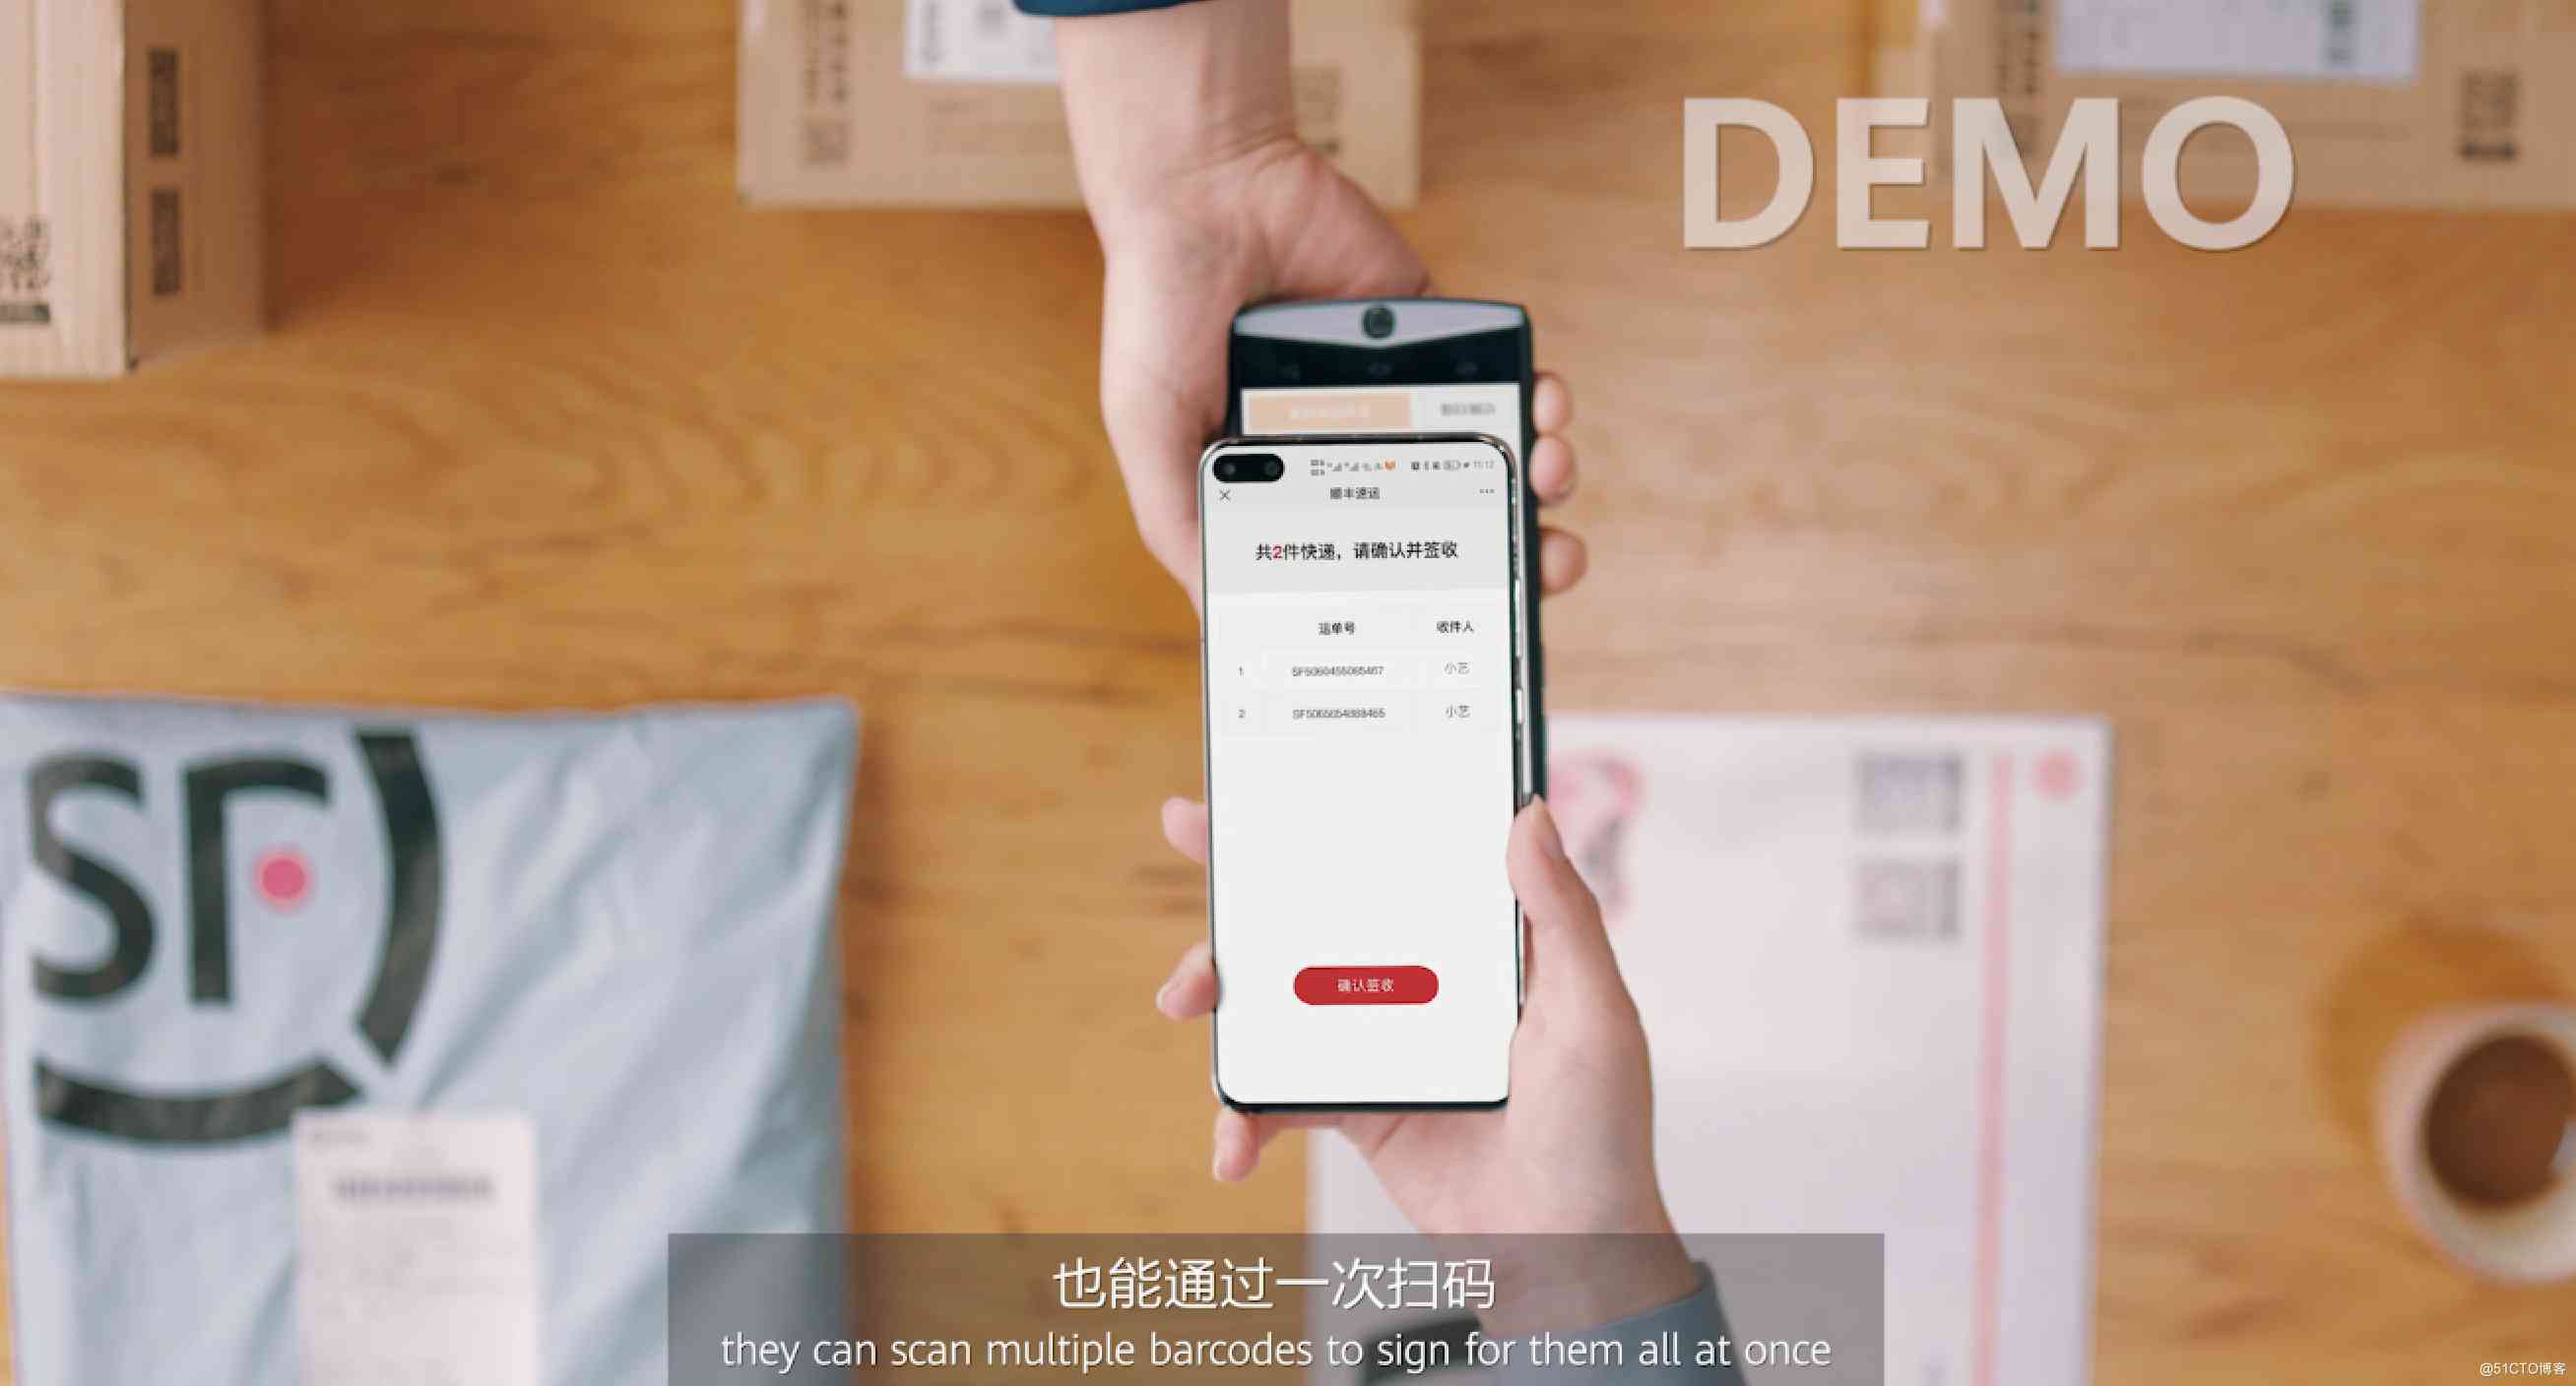 DEMO
11:12
顺丰速运
共2件快递，请确认并签收
运单号 收件人
1 SF5060455065467 小艺
2 SF5065654888465 小艺
确认签收
SF
也能通过一次扫码
they can scan multiple barcodes to sign for them all at once
@51CTO博客